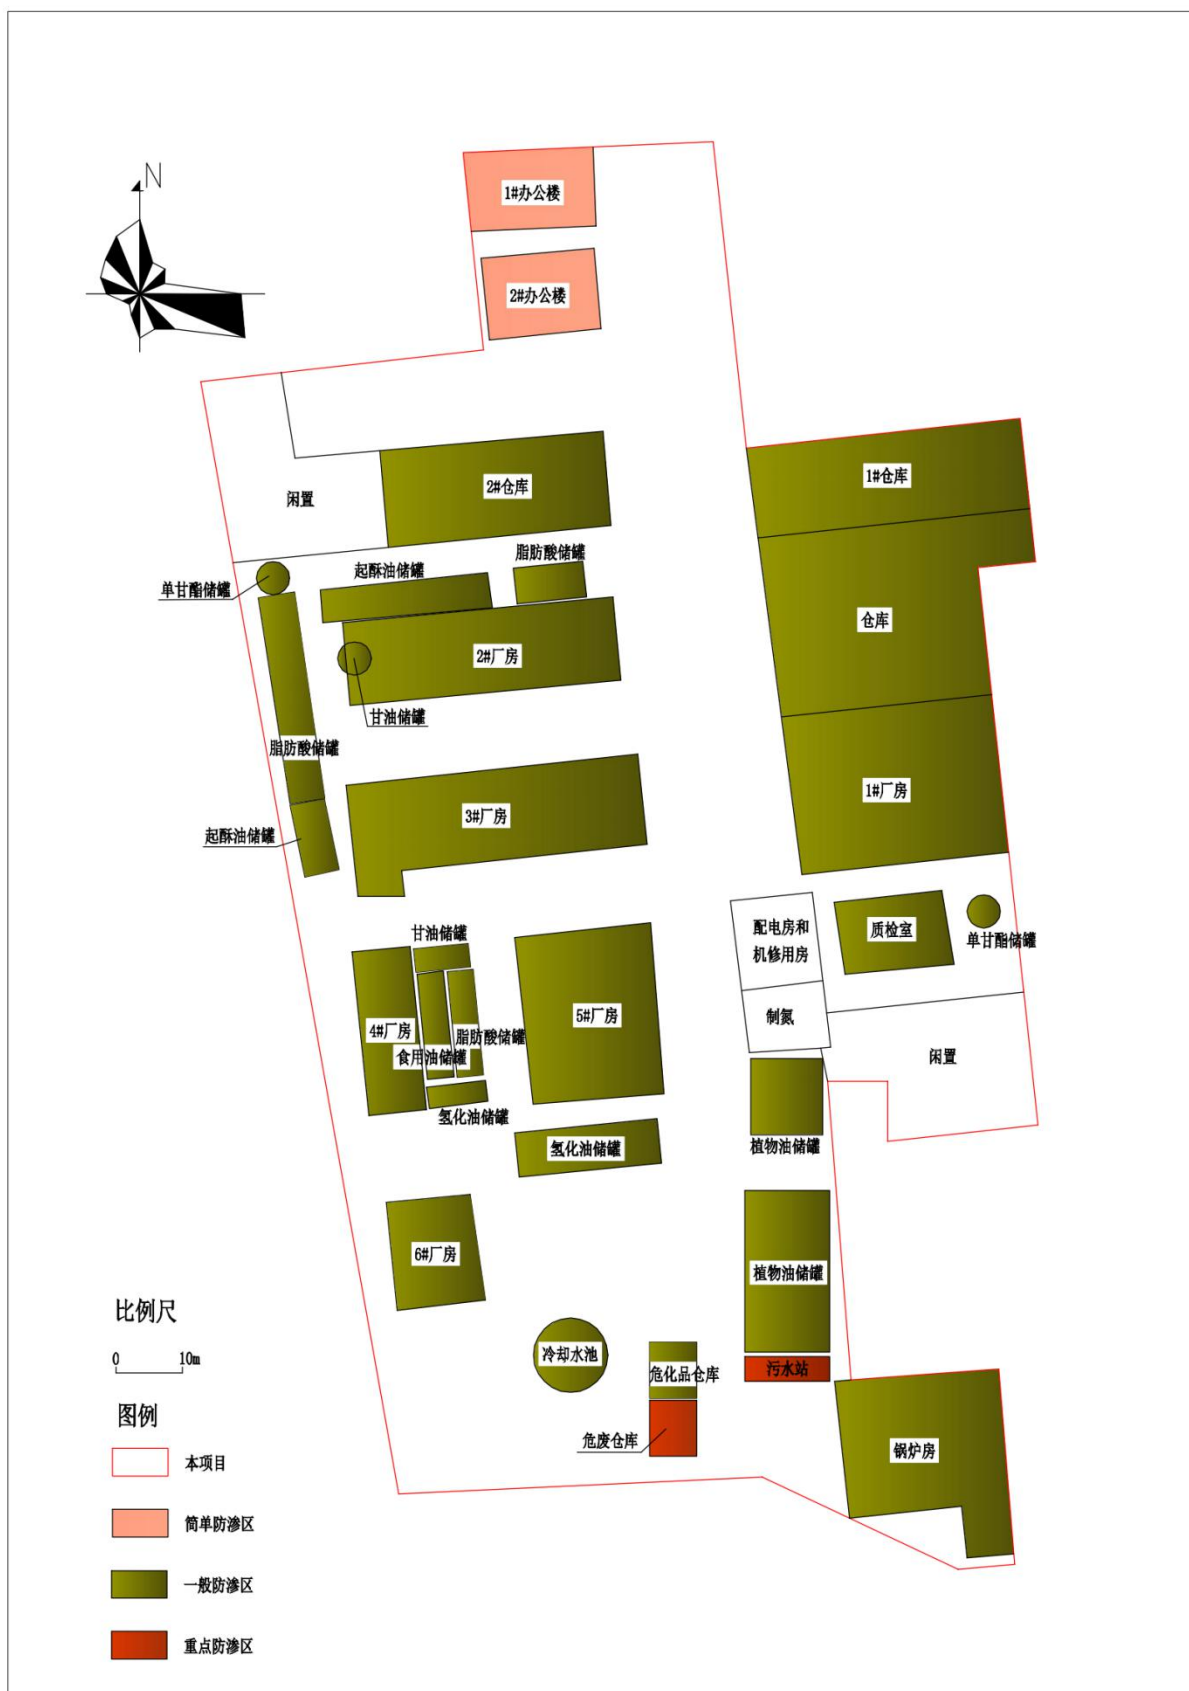 N
1#办公楼
2#办公楼
1#仓库
2#仓库
闲置
脂肪酸储罐
起酥油储罐
单甘酯储罐
仓库
2#厂房
甘油储罐
脂肪酸储罐
1#厂房
3#厂房
起酥油储罐
配电房和
机修用房
质检室
单甘酯储罐
甘油储罐
4#厂房
5#厂房
制氮
脂肪酸储罐
食用油储罐
闲置
氢化油储罐
氢化油储罐
植物油储罐
6#厂房
植物油储罐
冷却水池
危化品仓库
污水站
危废仓库
锅炉房
比例尺
0 10m
图例
本项目
简单防渗区
一般防渗区
重点防渗区